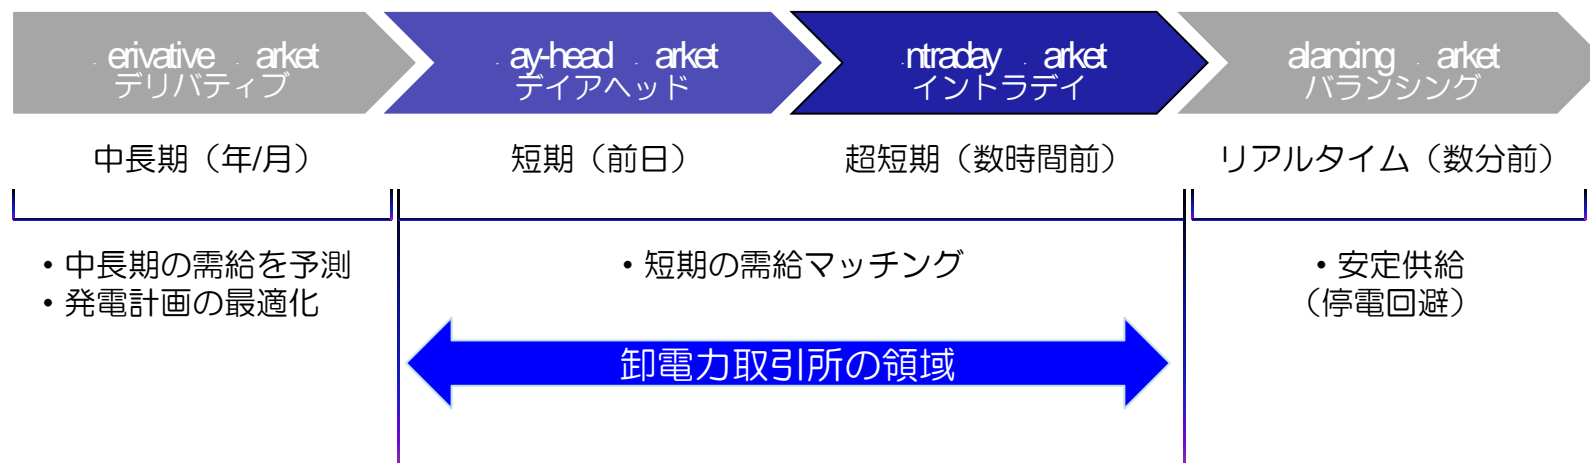 erivative arket
デリバティブ
ay-head arket
デイアヘッド
ntraday arket
イントラデイ
alancing arket
バランシング
中長期（年/月）
短期（前日）
超短期（数時間前）
リアルタイム（数分前）
・中長期の需給を予測
・発電計画の最適化
・短期の需給マッチング
・安定供給
（停電回避）
卸電力取引所の領域